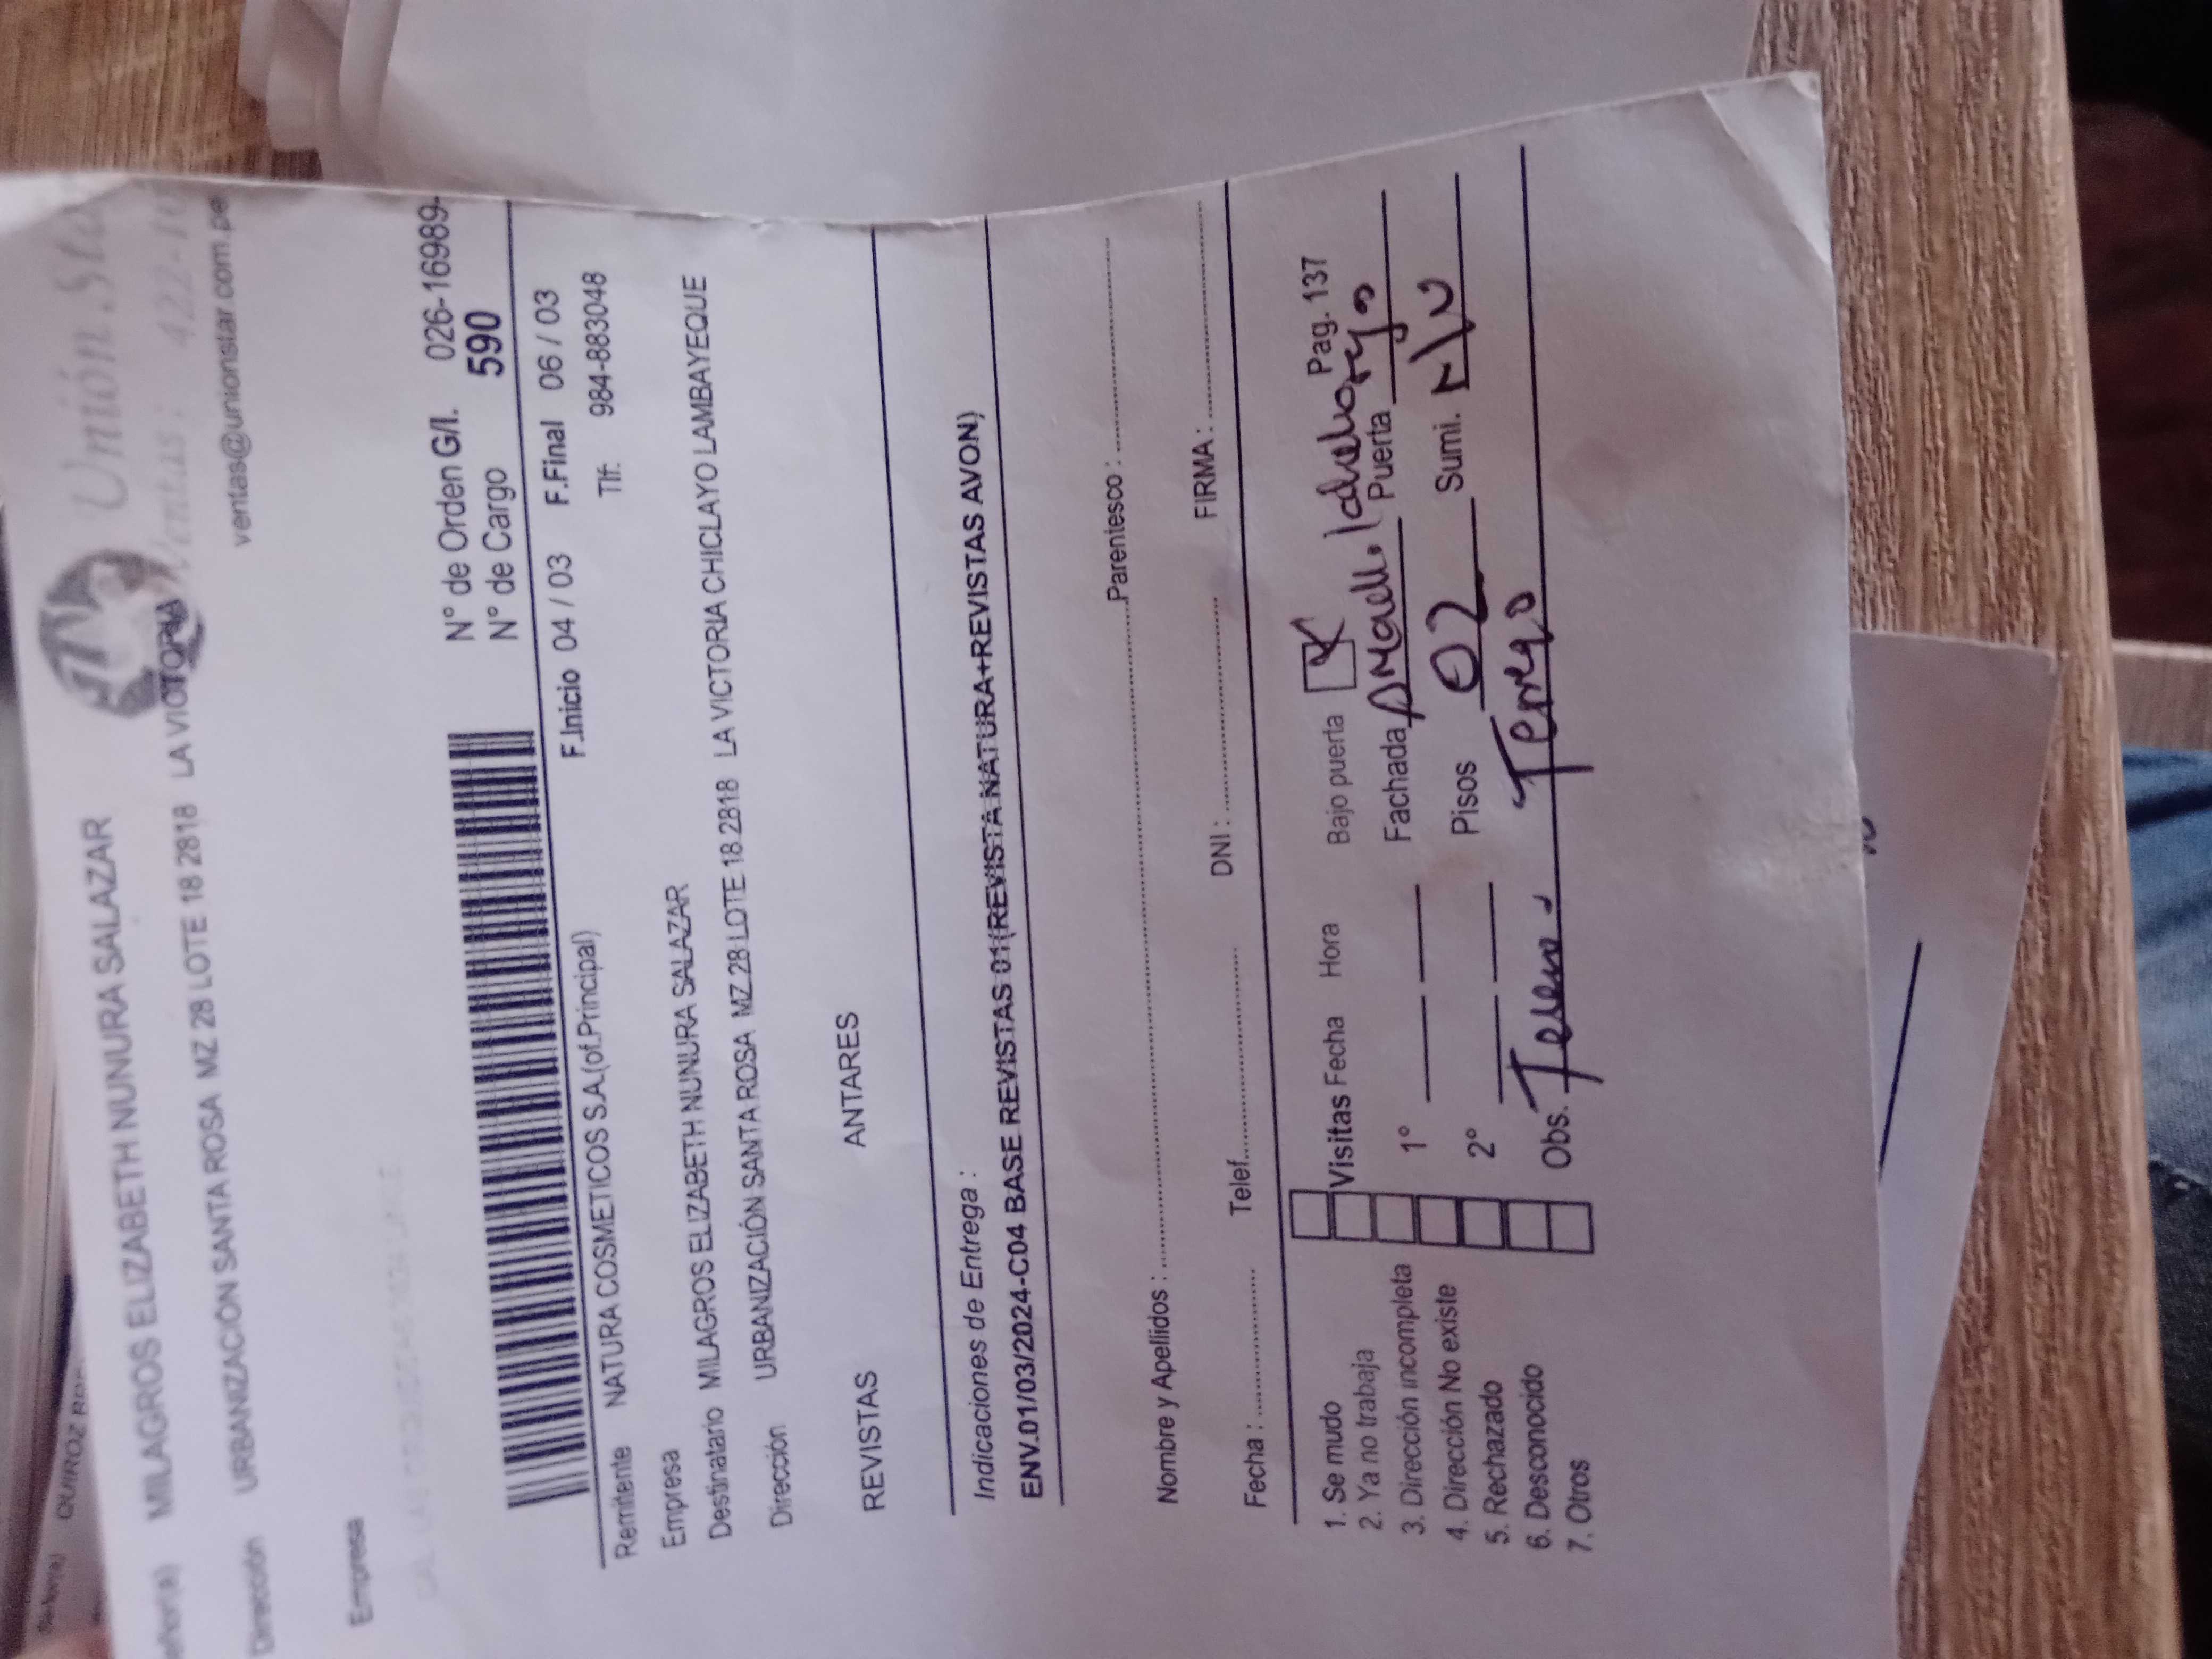 QUIROZ
MILAGROS ELIZABETH NUNURA SALAZAR
Unión
Dirección URBANIZACIÓN SANTA ROSA MZ 28 LOTE 18 2818 LA VICTORIA
Ventas: 422-10
ventas@unionstar.com.pe
Empresa
N° de Orden G/l. 026-16989-
N° de Cargo 590
F.Inicio 04 / 03 F.Final 06 / 03
Remitente NATURA COSMETICOS S.A.(of.Principal) Tlf: 984-883048
Empresa
Destinatario MILAGROS ELIZABETH NUNURA SALAZAR
Dirección URBANIZACIÓN SANTA ROSA MZ 28 LOTE 18 2818 LA VICTORIA CHICLAYO LAMBAYEQUE
REVISTAS ANTARES
Indicaciones de Entrega :
ENV.01/03/2024-C04 BASE REVISTAS 01(REVISTA NATURA+REVISTAS AVON)
Nombre y Apellidos : Parentesco :
Fecha : Telef. DNI : FIRMA :
1. Se mudo
2. Ya no trabaja
3. Dirección incompleta
4. Dirección No existe
5. Rechazado
6. Desconocido
7. Otros
Visitas Fecha Hora Bajo puerta Pag. 137
1° Fachada Puerta
2° Pisos 02 Sumi.
Obs.